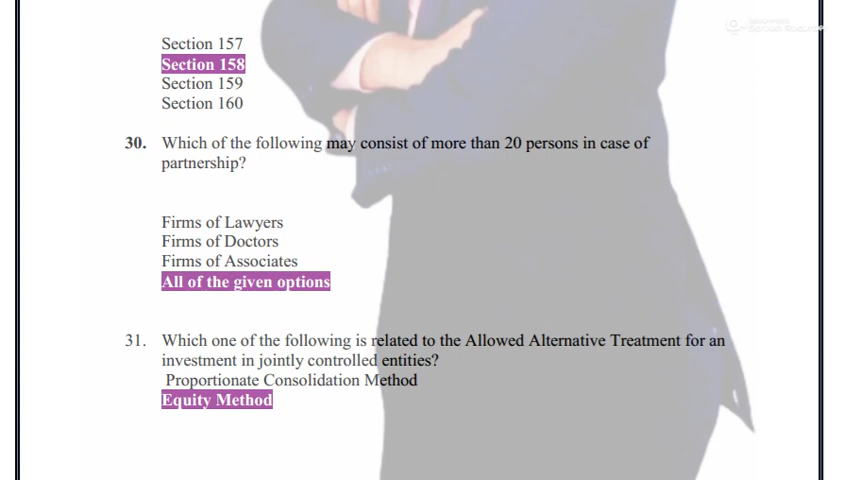 Section 157
Section 158
Section 159
Section 160
30. Which of the following may consist of more than 20 persons in case of
partnership?
Firms of Lawyers
Firms of Doctors
Firms of Associates
All of the given options
31. Which one of the following is related to the Allowed Alternative Treatment for an
investment in jointly controlled entities?
Proportionate Consolidation Method
Equity Method
Screen Recorder